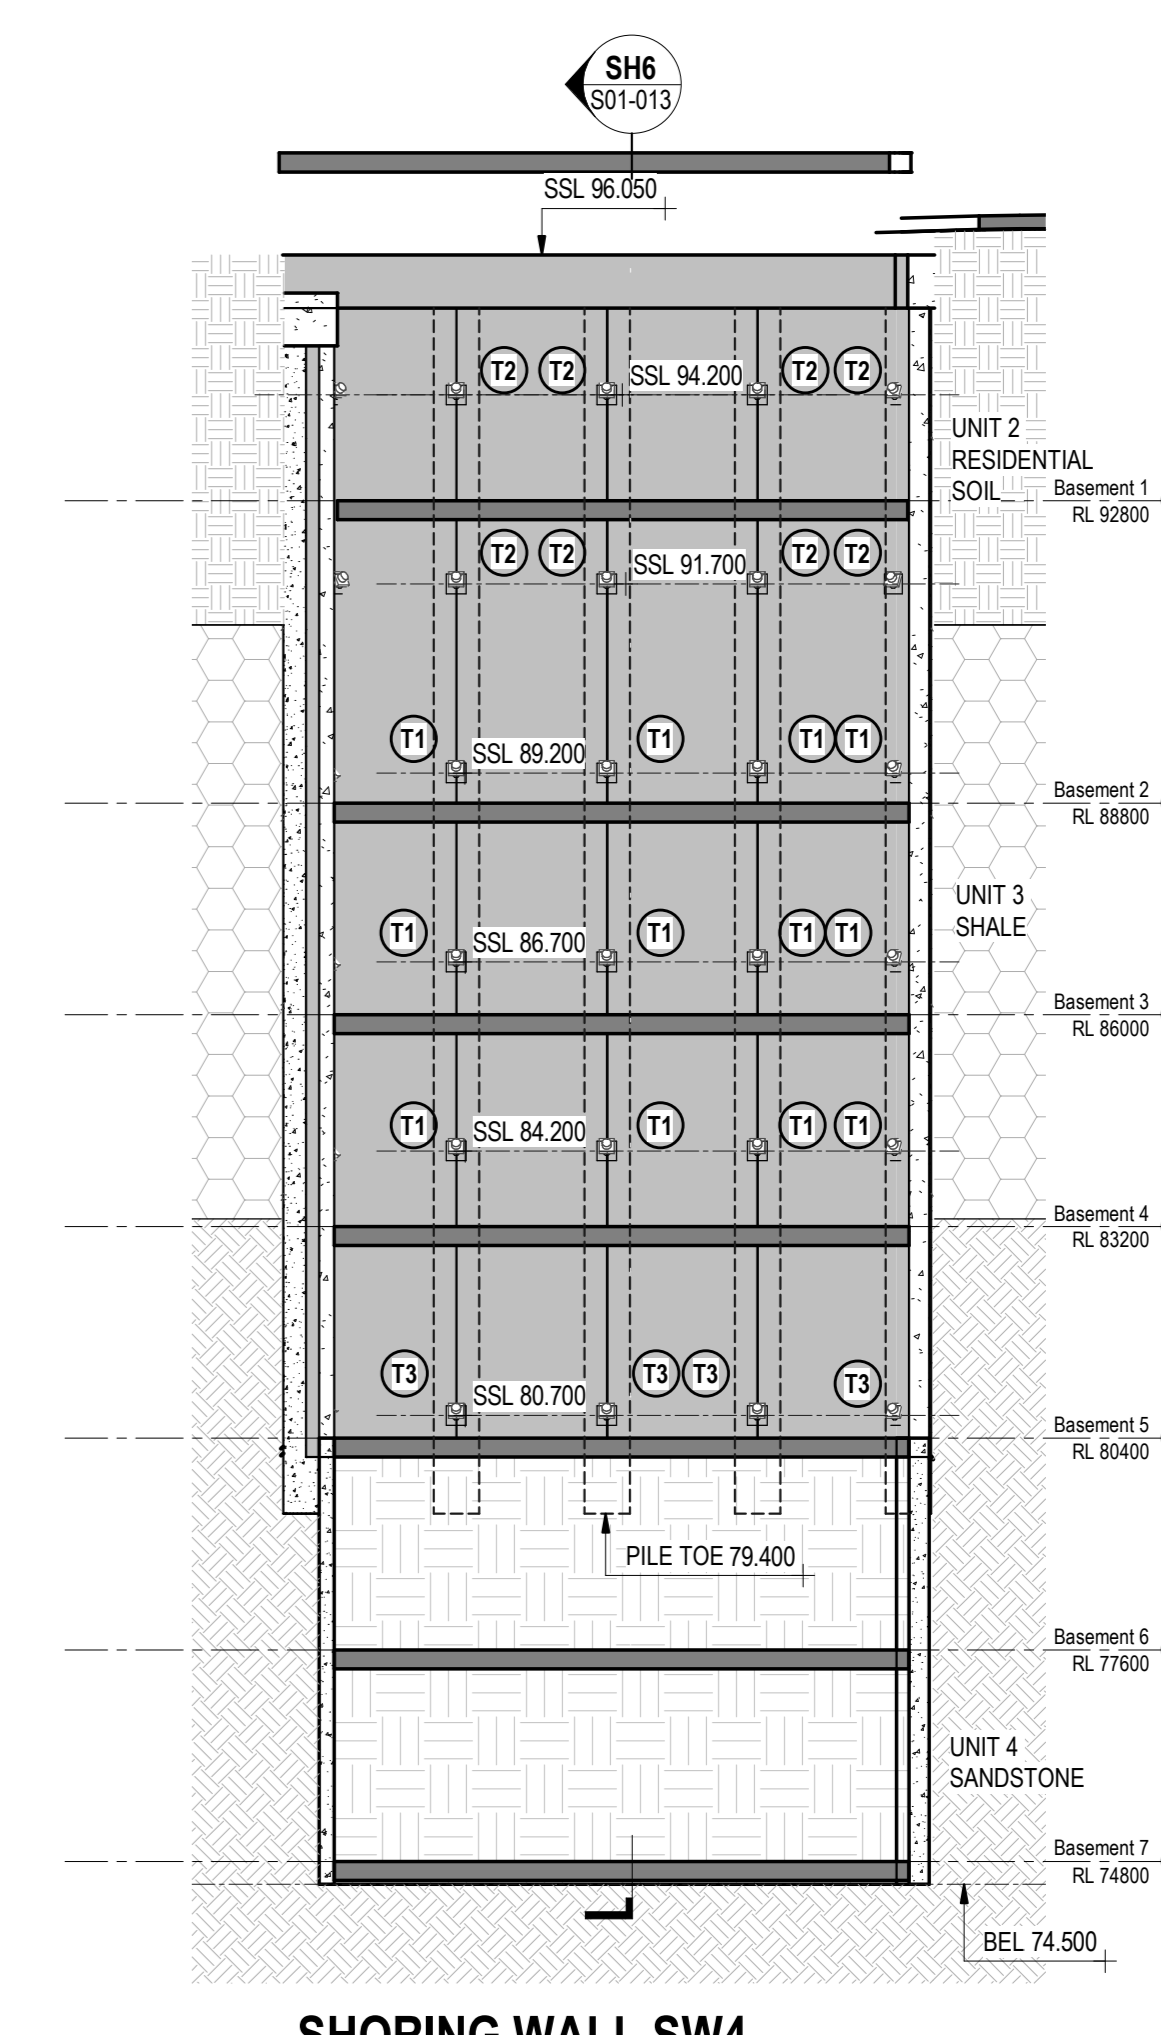 SH6
S01-013
SSL 96.050
T2 T2 SSL 94.200 T2 T2
UNIT 2
RESIDENTIAL
SOIL
Basement 1
RL 92800
T2 T2 SSL 91.700 T2 T2
T1 SSL 89.200 T1 T1 T1
Basement 2
RL 88800
UNIT 3
SHALE
T1 SSL 86.700 T1 T1 T1
Basement 3
RL 86000
T1 SSL 84.200 T1 T1 T1
Basement 4
RL 83200
T3 SSL 80.700 T3 T3 T3
Basement 5
RL 80400
PILE TOE 79.400
Basement 6
RL 77600
UNIT 4
SANDSTONE
Basement 7
RL 74800
BEL 74.500
SHORING WALL SW4